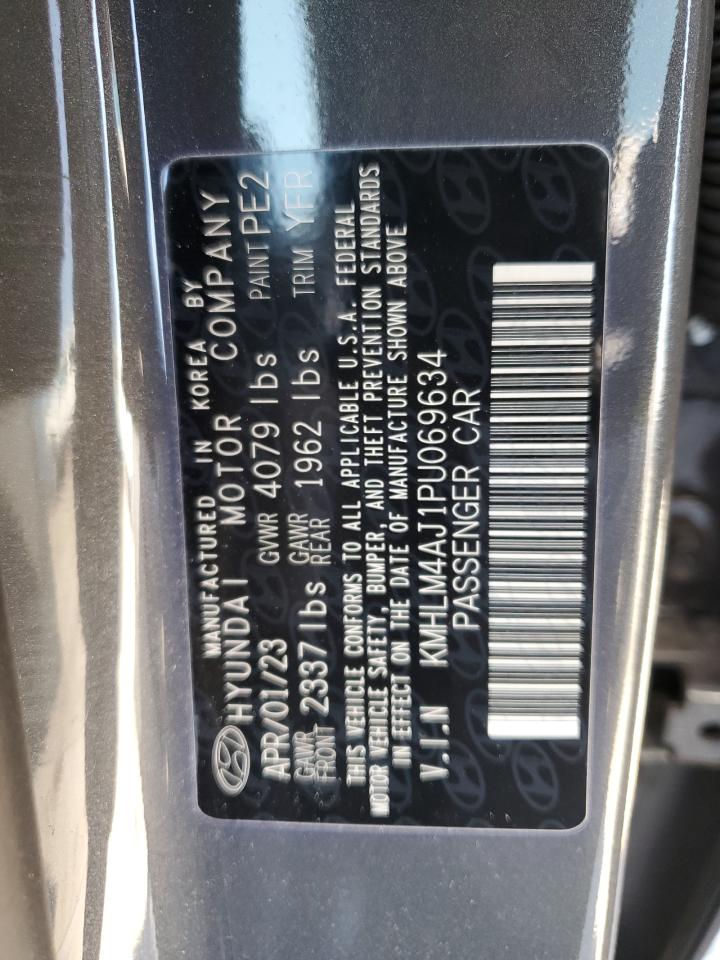 MANUFACTURED IN KOREA BY
HYUNDAI MOTOR COMPANY
APR/01/23 GVWR 4079 lbs PAINT PE2
GAWR FRONT 2337 lbs GAWR REAR 1962 lbs TRIM YFR
THIS VEHICLE CONFORMS TO ALL APPLICABLE U.S.A. FEDERAL
MOTOR VEHICLE SAFETY, BUMPER, AND THEFT PREVENTION STANDARDS
IN EFFECT ON THE DATE OF MANUFACTURE SHOWN ABOVE
V.I.N KMHLM4AJ1PU069634
PASSENGER CAR